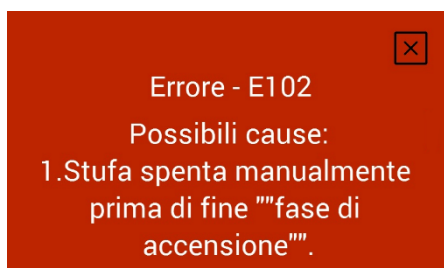 Errore - E102
Possibili cause:
1.Stufa spenta manualmente
prima di fine ""fase di
accensione"".